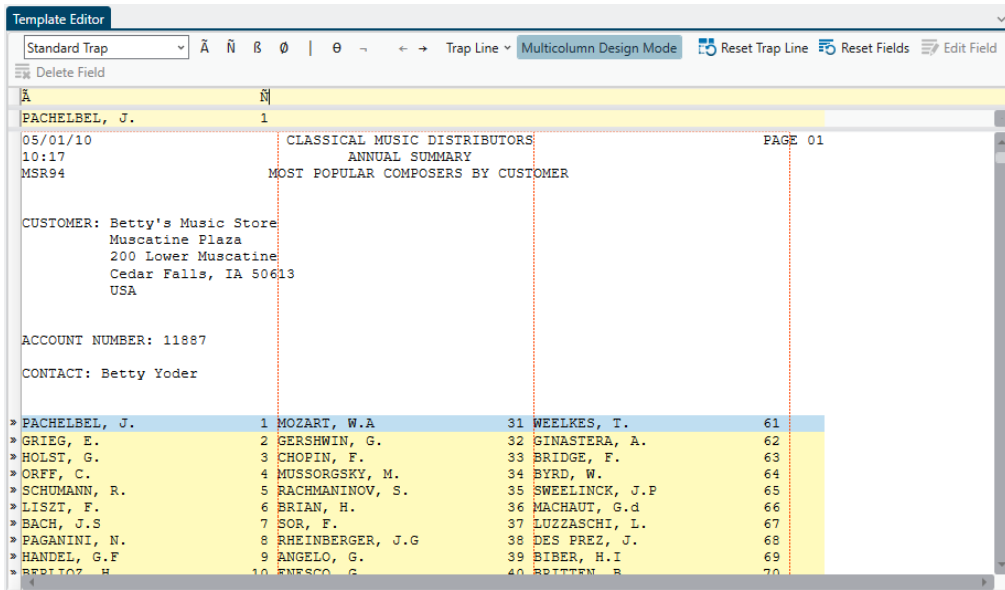 Template Editor
Standard Trap Ã Ñ ß Ø | θ ¬ ← → Trap Line Multicolumn Design Mode Reset Trap Line Reset Fields Edit Field
Delete Field
Ã Ñ
PACHELBEL, J. 1
05/01/10 CLASSICAL MUSIC DISTRIBUTORS PAGE 01
10:17 ANNUAL SUMMARY
MSR94 MOST POPULAR COMPOSERS BY CUSTOMER
CUSTOMER: Betty's Music Store
Muscatine Plaza
200 Lower Muscatine
Cedar Falls, IA 50613
USA
ACCOUNT NUMBER: 11887
CONTACT: Betty Yoder
» PACHELBEL, J. 1 MOZART, W.A 31 WEELKES, T. 61
» GRIEG, E. 2 GERSHWIN, G. 32 GINASTERA, A. 62
» HOLST, G. 3 CHOPIN, F. 33 BRIDGE, F. 63
» ORFF, C. 4 MUSSORGSKY, M. 34 BYRD, W. 64
» SCHUMANN, R. 5 RACHMANINOV, S. 35 SWEELINCK, J.P 65
» LISZT, F. 6 BRIAN, H. 36 MACHAUT, G.d 66
» BACH, J.S 7 SOR, F. 37 LUZZASCHI, L. 67
» PAGANINI, N. 8 RHEINBERGER, J.G 38 DES PREZ, J. 68
» HANDEL, G.F 9 ANGELO, G. 39 BIBER, H.I 69
» BERLIOZ, H 10 ENESCO, G 40 BRITTEN, B 70